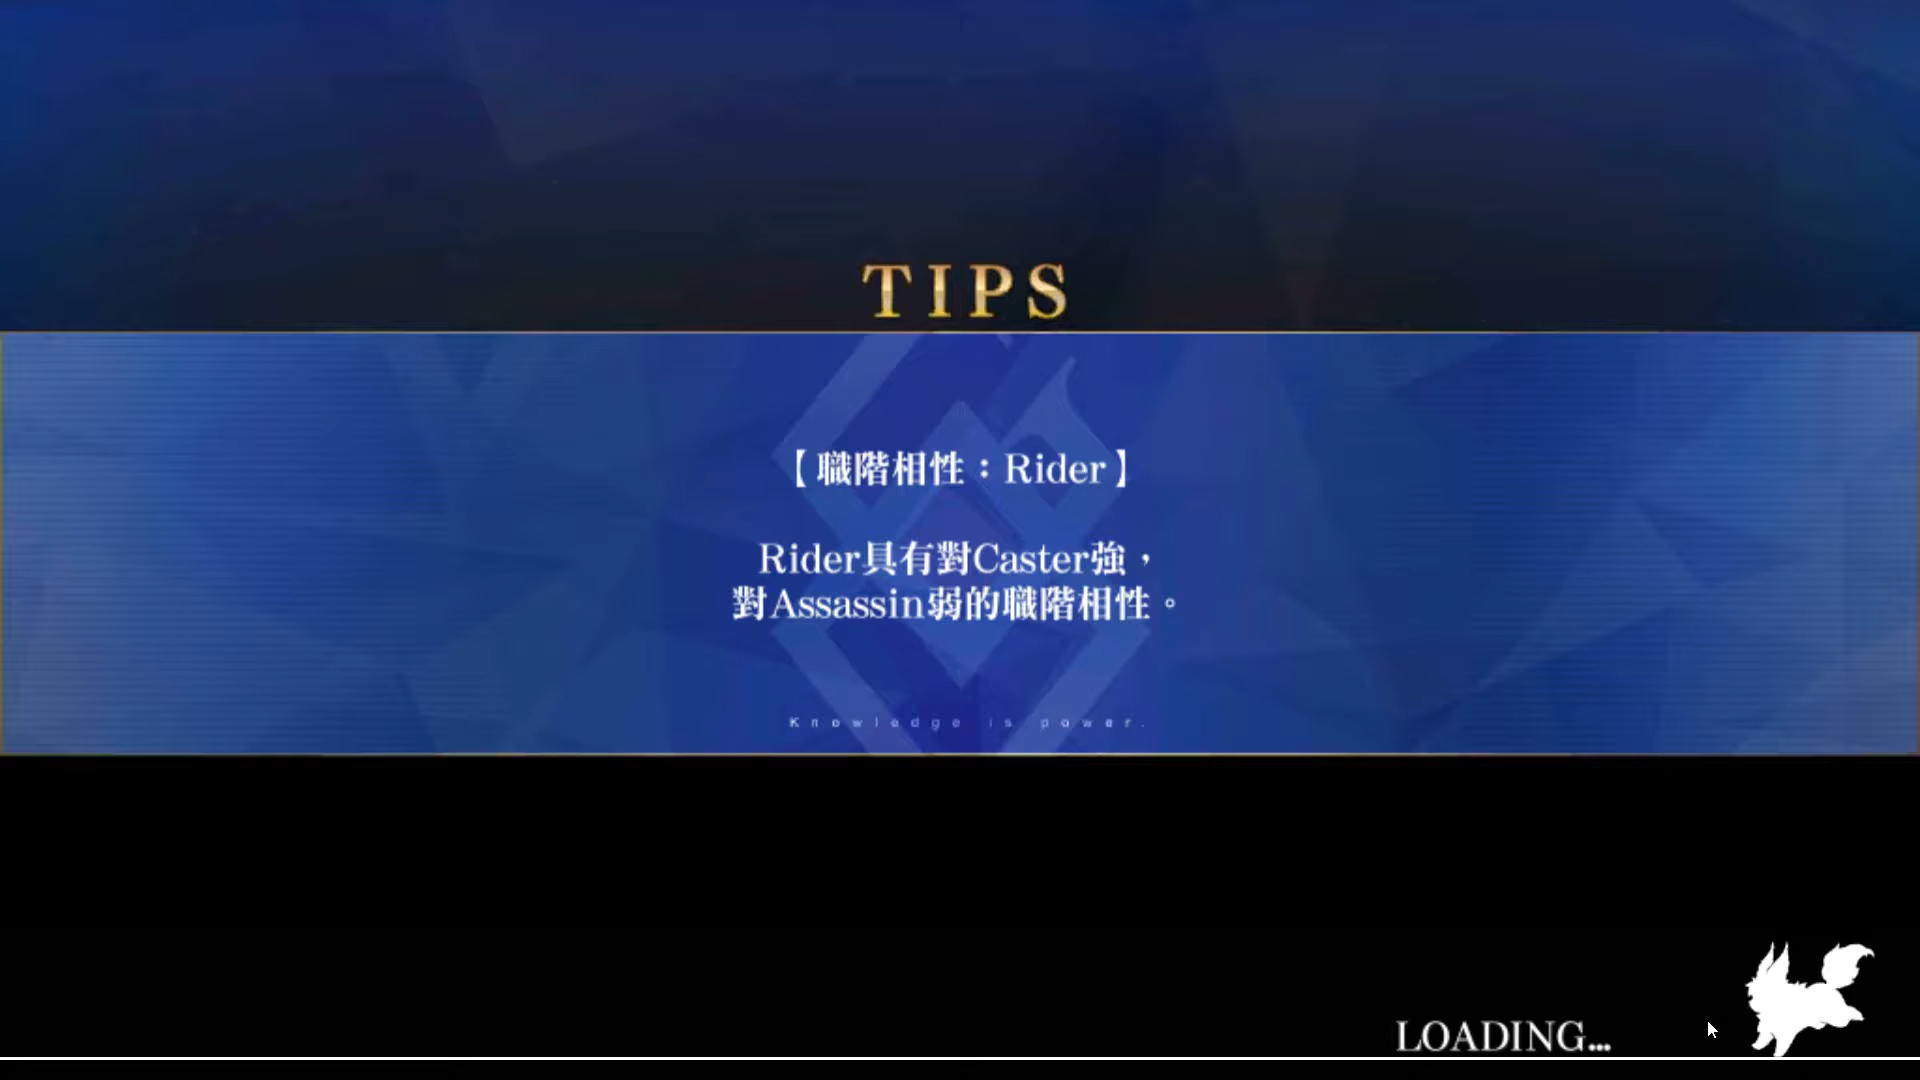 TIPS
【職階相性：Rider】
Rider具有對Caster強，
對Assassin弱的職階相性。
Knowledge is power.
LOADING...